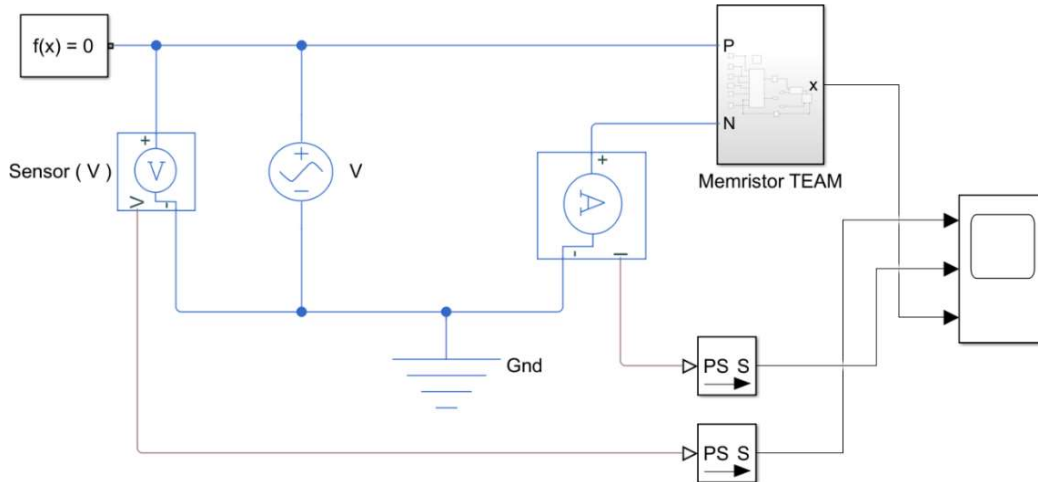 f(x) = 0
P
x
N
+
V
-
V
Sensor ( V )
+
−
V
+
A
-
I
Memristor TEAM
Gnd
PS S
PS S